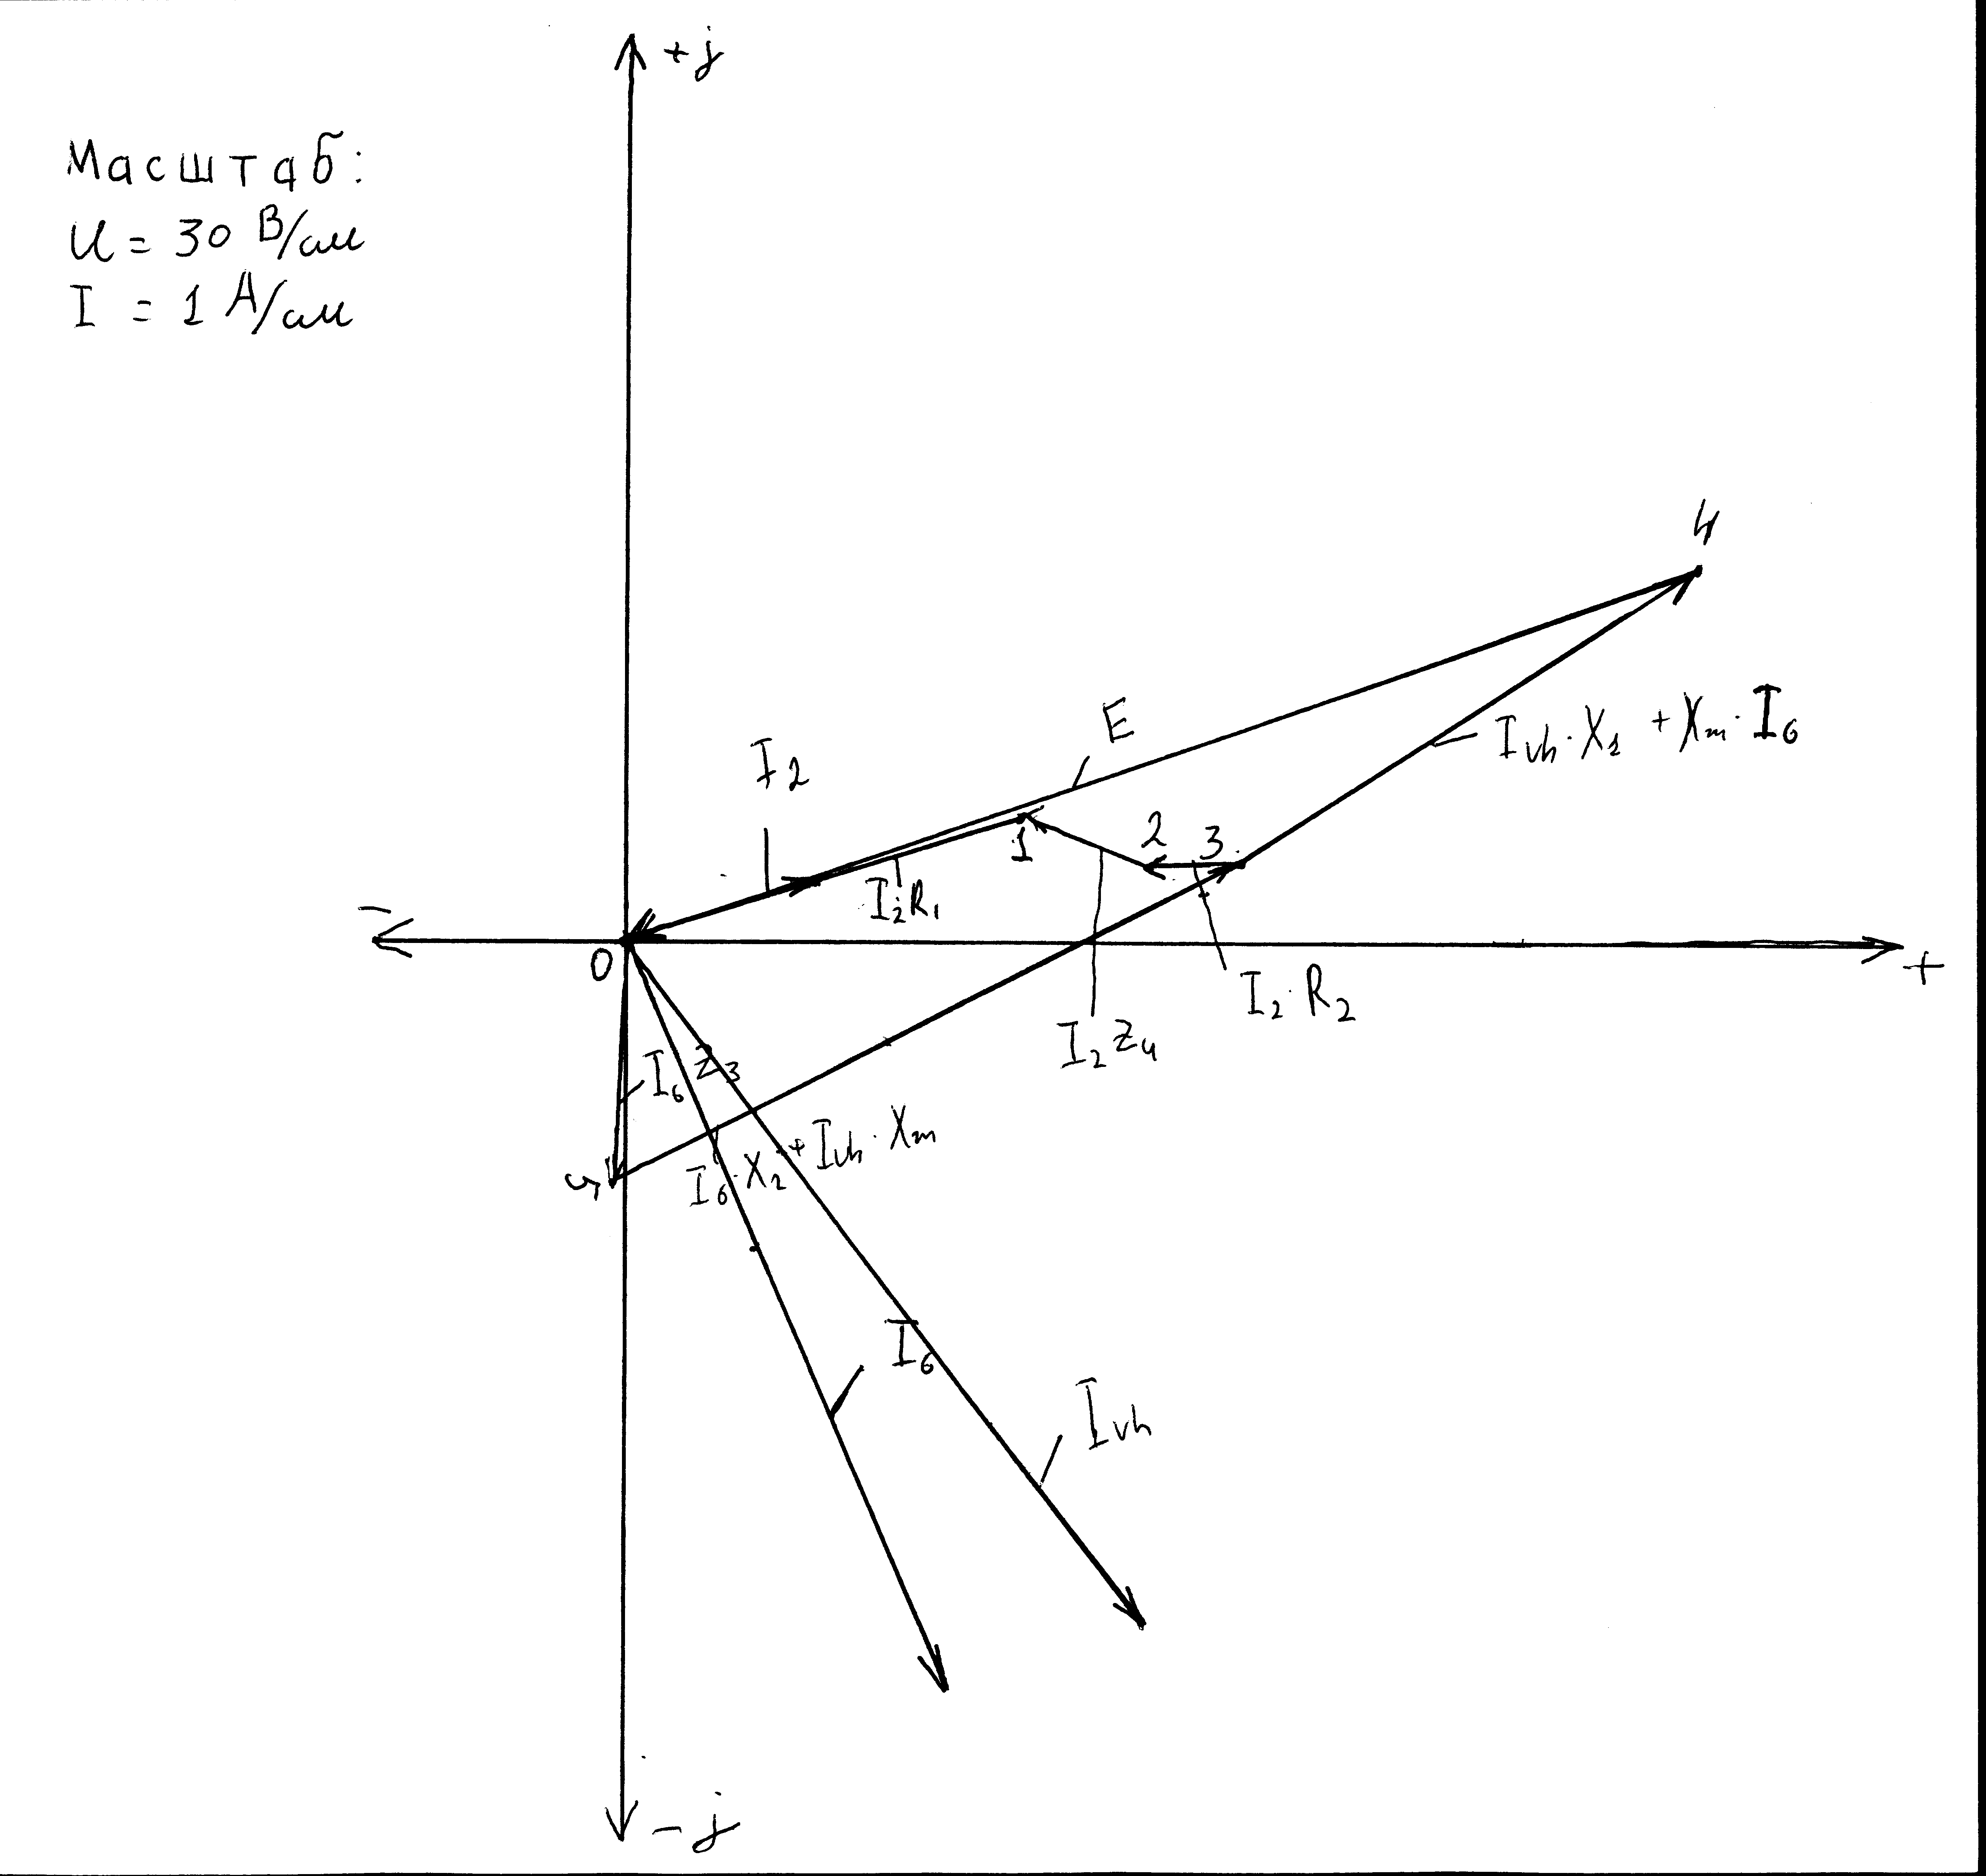 +j
Масштаб:
U = 30 В/см
I = 1 А/см
4
E
I₂
Ivh·X₁ + Xm·I₆
1
2
3
I₂R₁
−
0
+
I₂·R₂
I₂Z₄
I₆Z₃
I₆·X₂ + Ivh·Xm
5
I₆
Ivh
−j